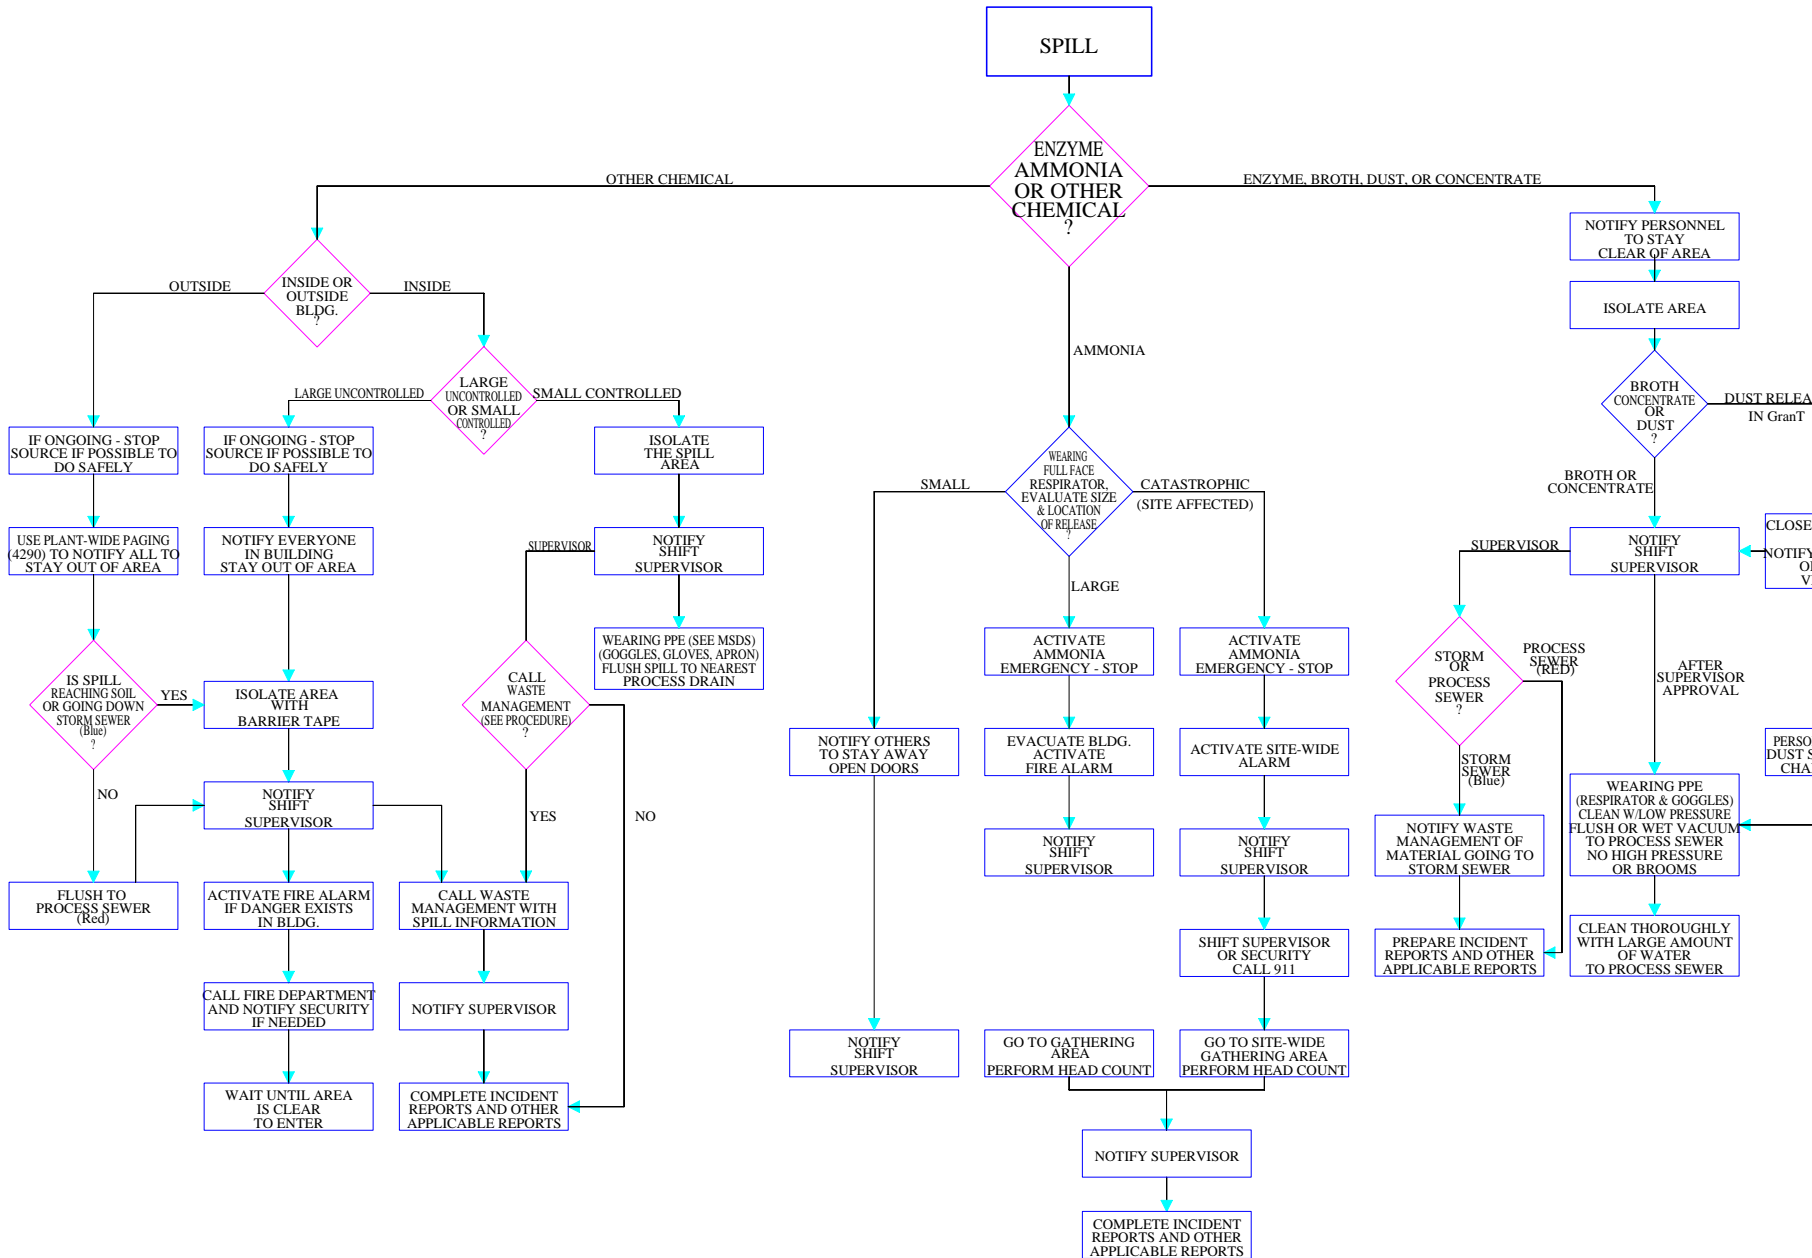 SPILL
ENZYME
AMMONIA
OR OTHER
CHEMICAL
?
OTHER CHEMICAL
ENZYME, BROTH, DUST, OR CONCENTRATE
AMMONIA
INSIDE OR
OUTSIDE
BLDG.
?
OUTSIDE
INSIDE
LARGE
UNCONTROLLED
OR SMALL
CONTROLLED
?
LARGE UNCONTROLLED
SMALL CONTROLLED
IF ONGOING - STOP
SOURCE IF POSSIBLE TO
DO SAFELY
USE PLANT-WIDE PAGING
(4290) TO NOTIFY ALL TO
STAY OUT OF AREA
IS SPILL
REACHING SOIL
OR GOING DOWN
STORM SEWER
(Blue)
?
YES
NO
FLUSH TO
PROCESS SEWER
(Red)
IF ONGOING - STOP
SOURCE IF POSSIBLE TO
DO SAFELY
NOTIFY EVERYONE
IN BUILDING
STAY OUT OF AREA
ISOLATE AREA
WITH
BARRIER TAPE
NOTIFY
SHIFT
SUPERVISOR
ACTIVATE FIRE ALARM
IF DANGER EXISTS
IN BLDG.
CALL FIRE DEPARTMENT
AND NOTIFY SECURITY
IF NEEDED
WAIT UNTIL AREA
IS CLEAR
TO ENTER
ISOLATE
THE SPILL
AREA
NOTIFY
SHIFT
SUPERVISOR
SUPERVISOR
WEARING PPE (SEE MSDS)
(GOGGLES, GLOVES, APRON)
FLUSH SPILL TO NEAREST
PROCESS DRAIN
CALL
WASTE
MANAGEMENT
(SEE PROCEDURE)
?
YES
NO
CALL WASTE
MANAGEMENT WITH
SPILL INFORMATION
NOTIFY SUPERVISOR
COMPLETE INCIDENT
REPORTS AND OTHER
APPLICABLE REPORTS
WEARING
FULL FACE
RESPIRATOR,
EVALUATE SIZE
& LOCATION
OF RELEASE
?
SMALL
CATASTROPHIC
(SITE AFFECTED)
LARGE
NOTIFY OTHERS
TO STAY AWAY
OPEN DOORS
NOTIFY
SHIFT
SUPERVISOR
ACTIVATE
AMMONIA
EMERGENCY - STOP
EVACUATE BLDG.
ACTIVATE
FIRE ALARM
NOTIFY
SHIFT
SUPERVISOR
GO TO GATHERING
AREA
PERFORM HEAD COUNT
ACTIVATE
AMMONIA
EMERGENCY - STOP
ACTIVATE SITE-WIDE
ALARM
NOTIFY
SHIFT
SUPERVISOR
SHIFT SUPERVISOR
OR SECURITY
CALL 911
GO TO SITE-WIDE
GATHERING AREA
PERFORM HEAD COUNT
NOTIFY SUPERVISOR
COMPLETE INCIDENT
REPORTS AND OTHER
APPLICABLE REPORTS
NOTIFY PERSONNEL
TO STAY
CLEAR OF AREA
ISOLATE AREA
BROTH
CONCENTRATE
OR
DUST
?
DUST
IN GranT
BROTH OR
CONCENTRATE
NOTIFY
SHIFT
SUPERVISOR
SUPERVISOR
CLOSE
NOTIFY
STORM
OR
PROCESS
SEWER
?
PROCESS
SEWER
(RED)
STORM
SEWER
(Blue)
NOTIFY WASTE
MANAGEMENT OF
MATERIAL GOING TO
STORM SEWER
PREPARE INCIDENT
REPORTS AND OTHER
APPLICABLE REPORTS
AFTER
SUPERVISOR
APPROVAL
WEARING PPE
(RESPIRATOR & GOGGLES)
CLEAN W/LOW PRESSURE
FLUSH OR WET VACUUM
TO PROCESS SEWER
NO HIGH PRESSURE
OR BROOMS
CLEAN THOROUGHLY
WITH LARGE AMOUNT
OF WATER
TO PROCESS SEWER
DUST